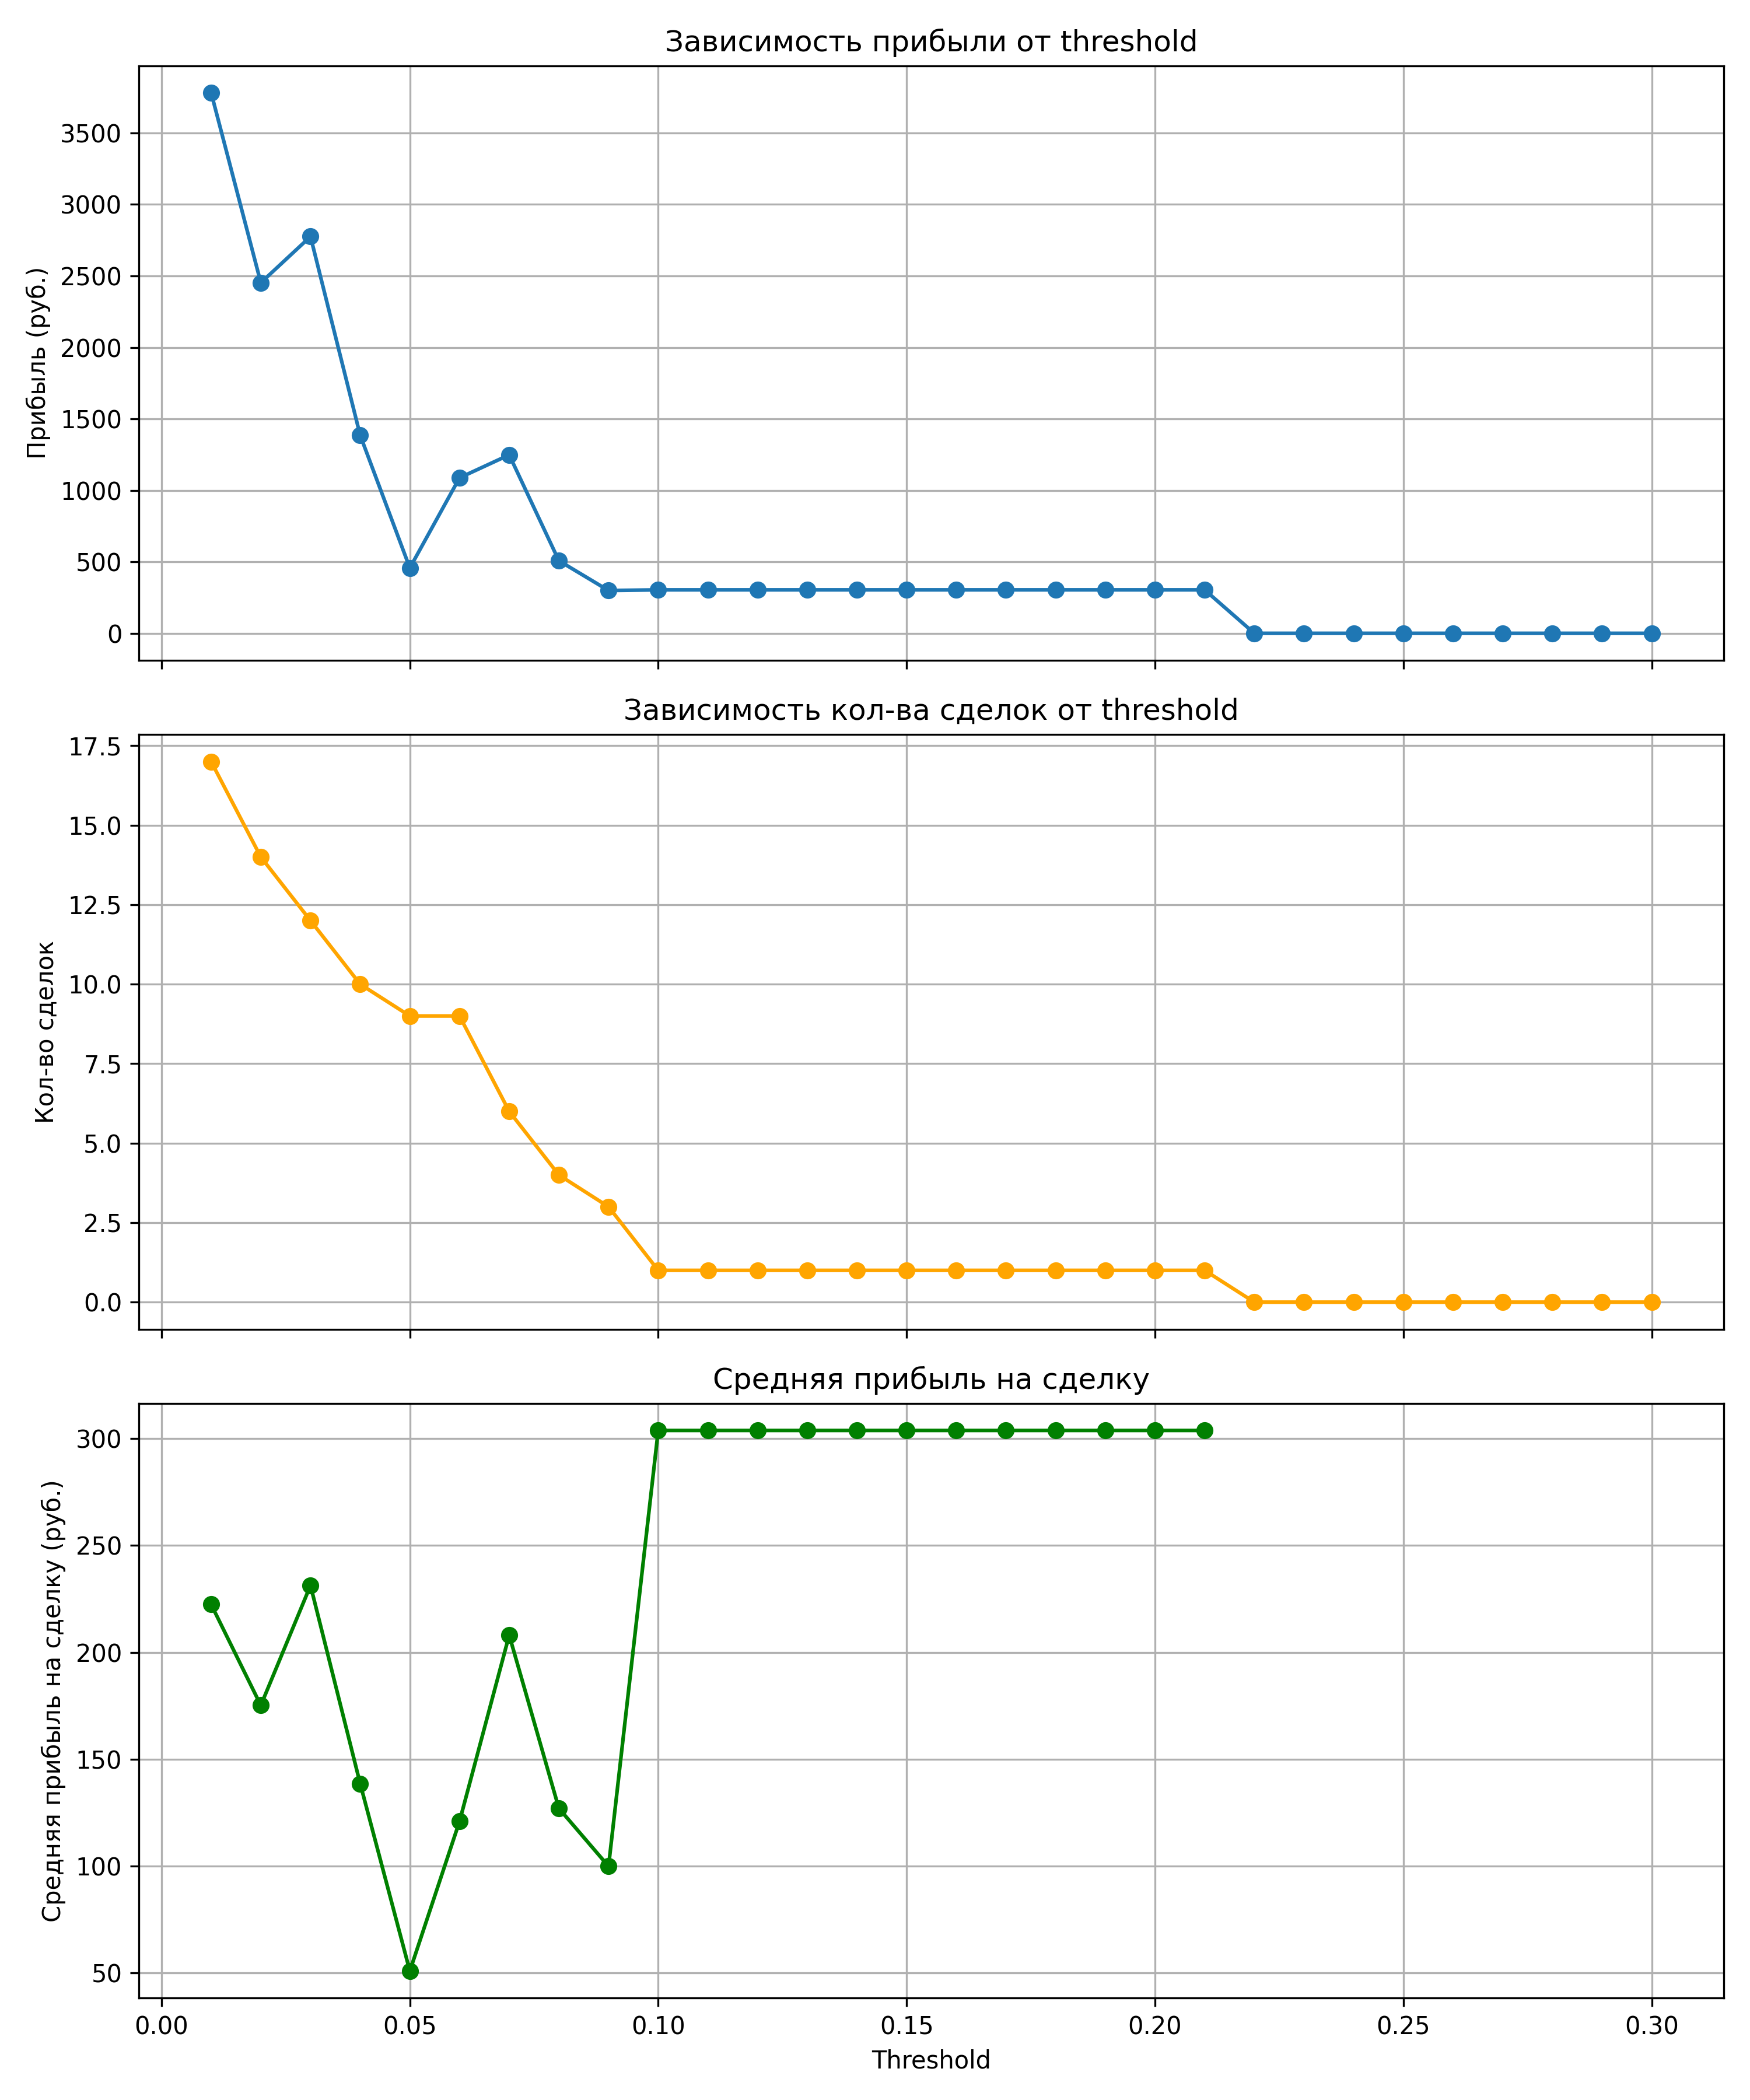 Зависимость прибыли от threshold
Прибыль (руб.)
3500
3000
2500
2000
1500
1000
500
0
Зависимость кол-ва сделок от threshold
Кол-во сделок
17.5
15.0
12.5
10.0
7.5
5.0
2.5
0.0
Средняя прибыль на сделку
Средняя прибыль на сделку (руб.)
300
250
200
150
100
50
0.00 0.05 0.10 0.15 0.20 0.25 0.30
Threshold